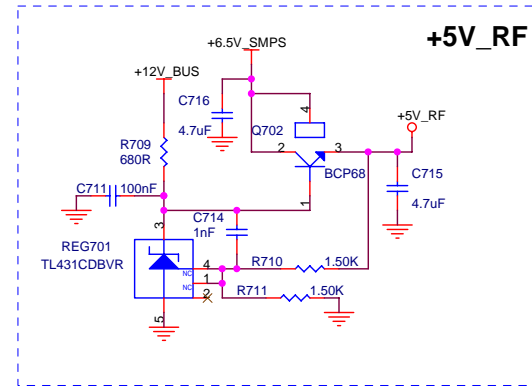 +5V_RF
+6.5V_SMPS
+12V_BUS
C716
4.7uF
4
Q702
+5V_RF
2
3
BCP68
R709
680R
1
C715
4.7uF
C711
100nF
C714
1nF
3
REG701
TL431CDBVR
NC
NC
4
1
2
5
R710
1.50K
R711
1.50K